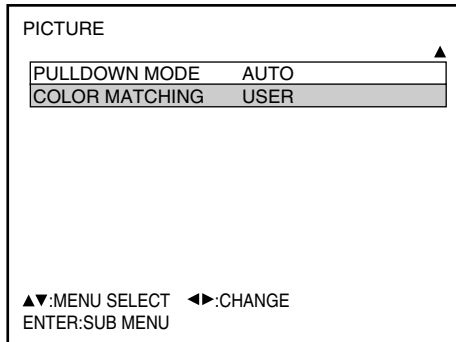 PICTURE
▲
PULLDOWN MODE AUTO
COLOR MATCHING USER
▲▼:MENU SELECT ◀▶:CHANGE
ENTER:SUB MENU